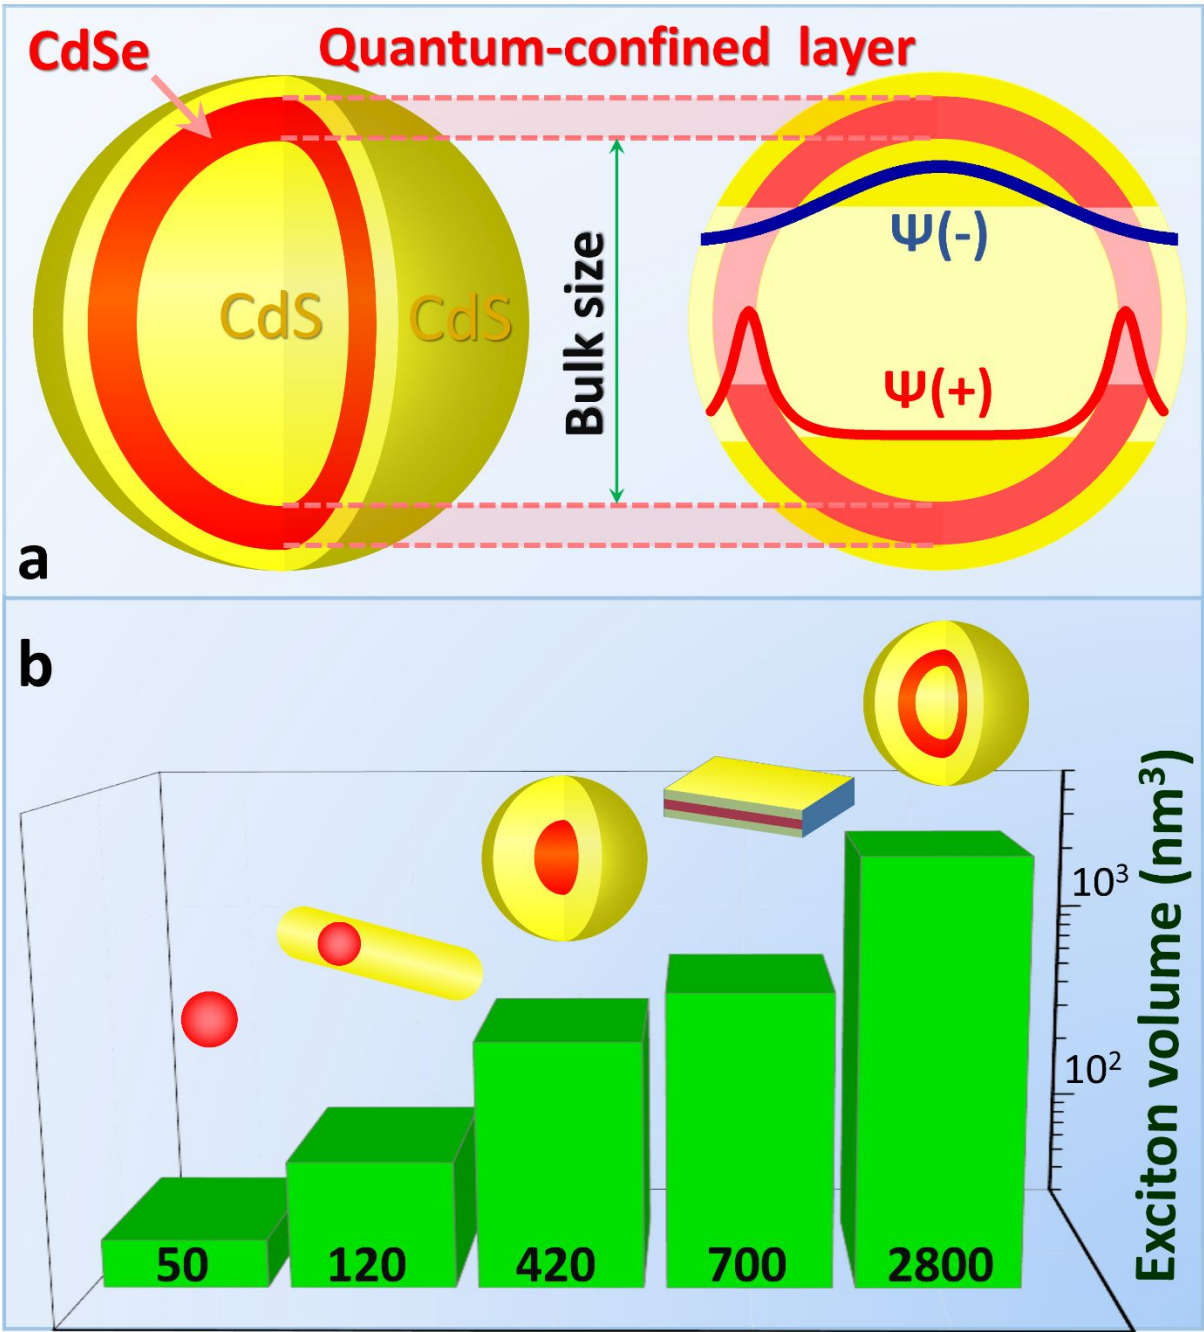 CdSe
Quantum-confined layer
CdS
CdS
Bulk size
Ψ(-)
Ψ(+)
a
b
Exciton volume (nm³)
10³
10²
50
120
420
700
2800